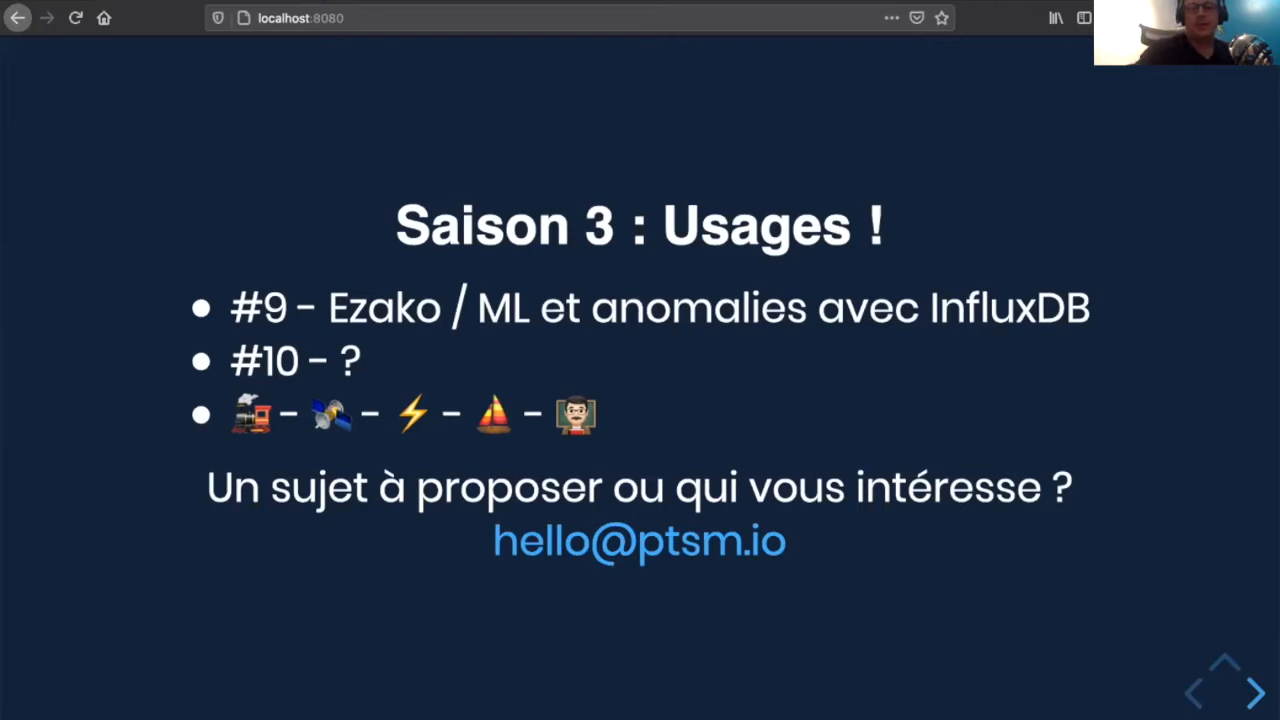 localhost:8080
Saison 3 : Usages !
#9 - Ezako / ML et anomalies avec InfluxDB
#10 - ?
🚂 - 🛰️ - ⚡ - ⛵ - 👨🏻‍🏫
Un sujet à proposer ou qui vous intéresse ?
hello@ptsm.io